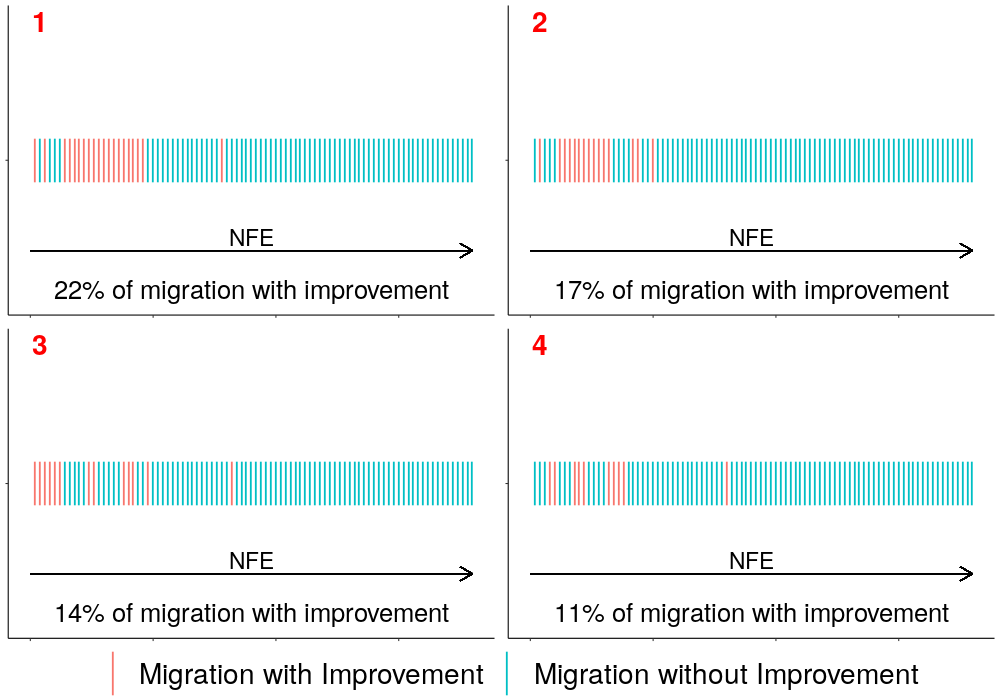 1
NFE
22% of migration with improvement
2
NFE
17% of migration with improvement
3
NFE
14% of migration with improvement
4
NFE
11% of migration with improvement
Migration with Improvement
Migration without Improvement